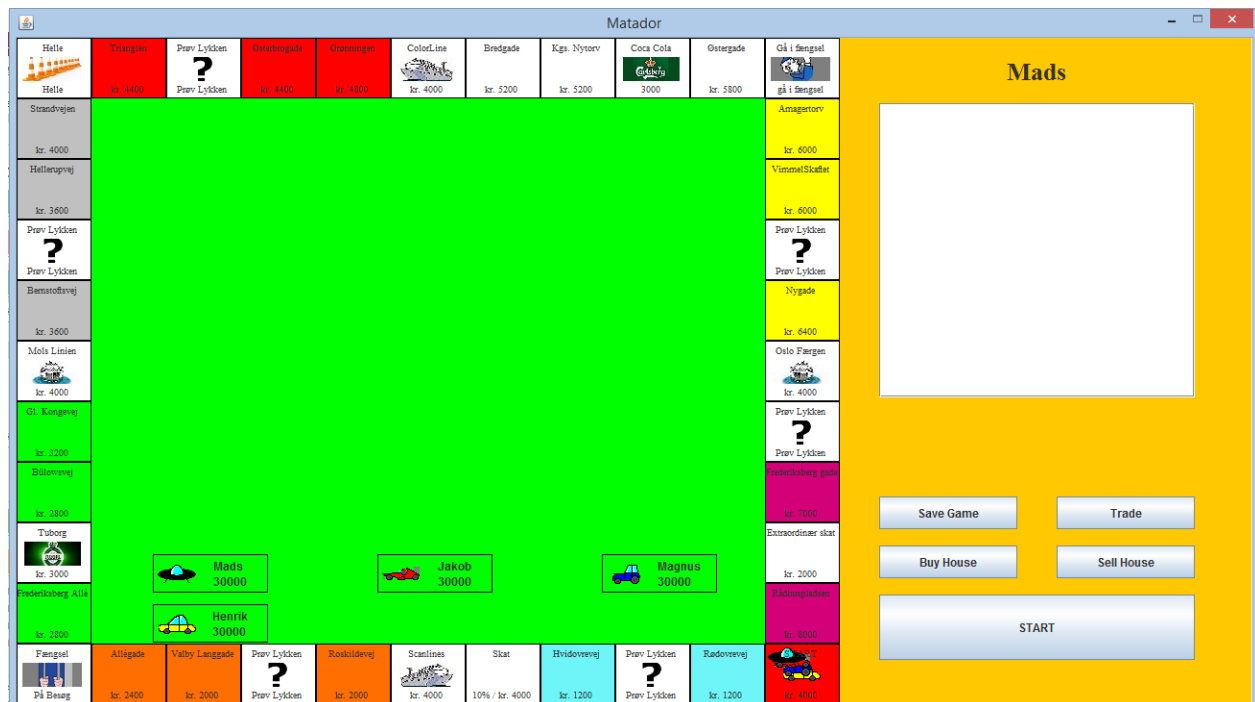 Matador
Helle
Helle
Trianglen
kr. 4400
Prøv Lykken
?
Prøv Lykken
Østerbrogade
kr. 4400
Grønningen
kr. 4800
ColorLine
kr. 4000
Bredgade
kr. 5200
Kgs. Nytorv
kr. 5200
Coca Cola
Carlsberg
3000
Østergade
kr. 5800
Gå i fængsel
gå i fængsel
Mads
Strandvejen
kr. 4000
Amagertorv
kr. 6000
Hellerupvej
kr. 3600
VimmelSkaftet
kr. 6000
Prøv Lykken
?
Prøv Lykken
Prøv Lykken
?
Prøv Lykken
Bernstoftsvej
kr. 3600
Nygade
kr. 6400
Mols Linien
kr. 4000
Oslo Færgen
kr. 4000
Gl. Kongevej
kr. 3200
Prøv Lykken
?
Prøv Lykken
Bülowsvej
kr. 2800
Frederiksberg gade
kr. 7000
Save Game
Trade
Tuborg
kr. 3000
Extraordinær skat
kr. 2000
Buy House
Sell House
Mads
30000
Jakob
30000
Magnus
30000
Frederiksberg Allé
kr. 2800
Rådhuspladsen
kr. 8000
Henrik
30000
START
Fængsel
På Besøg
Allégade
kr. 2400
Valby Langgade
kr. 2000
Prøv Lykken
?
Prøv Lykken
Roskildevej
kr. 2000
Scanlines
kr. 4000
Skat
10% / kr. 4000
Hvidovrevej
kr. 1200
Prøv Lykken
?
Prøv Lykken
Rødovrevej
kr. 1200
kr. 4000